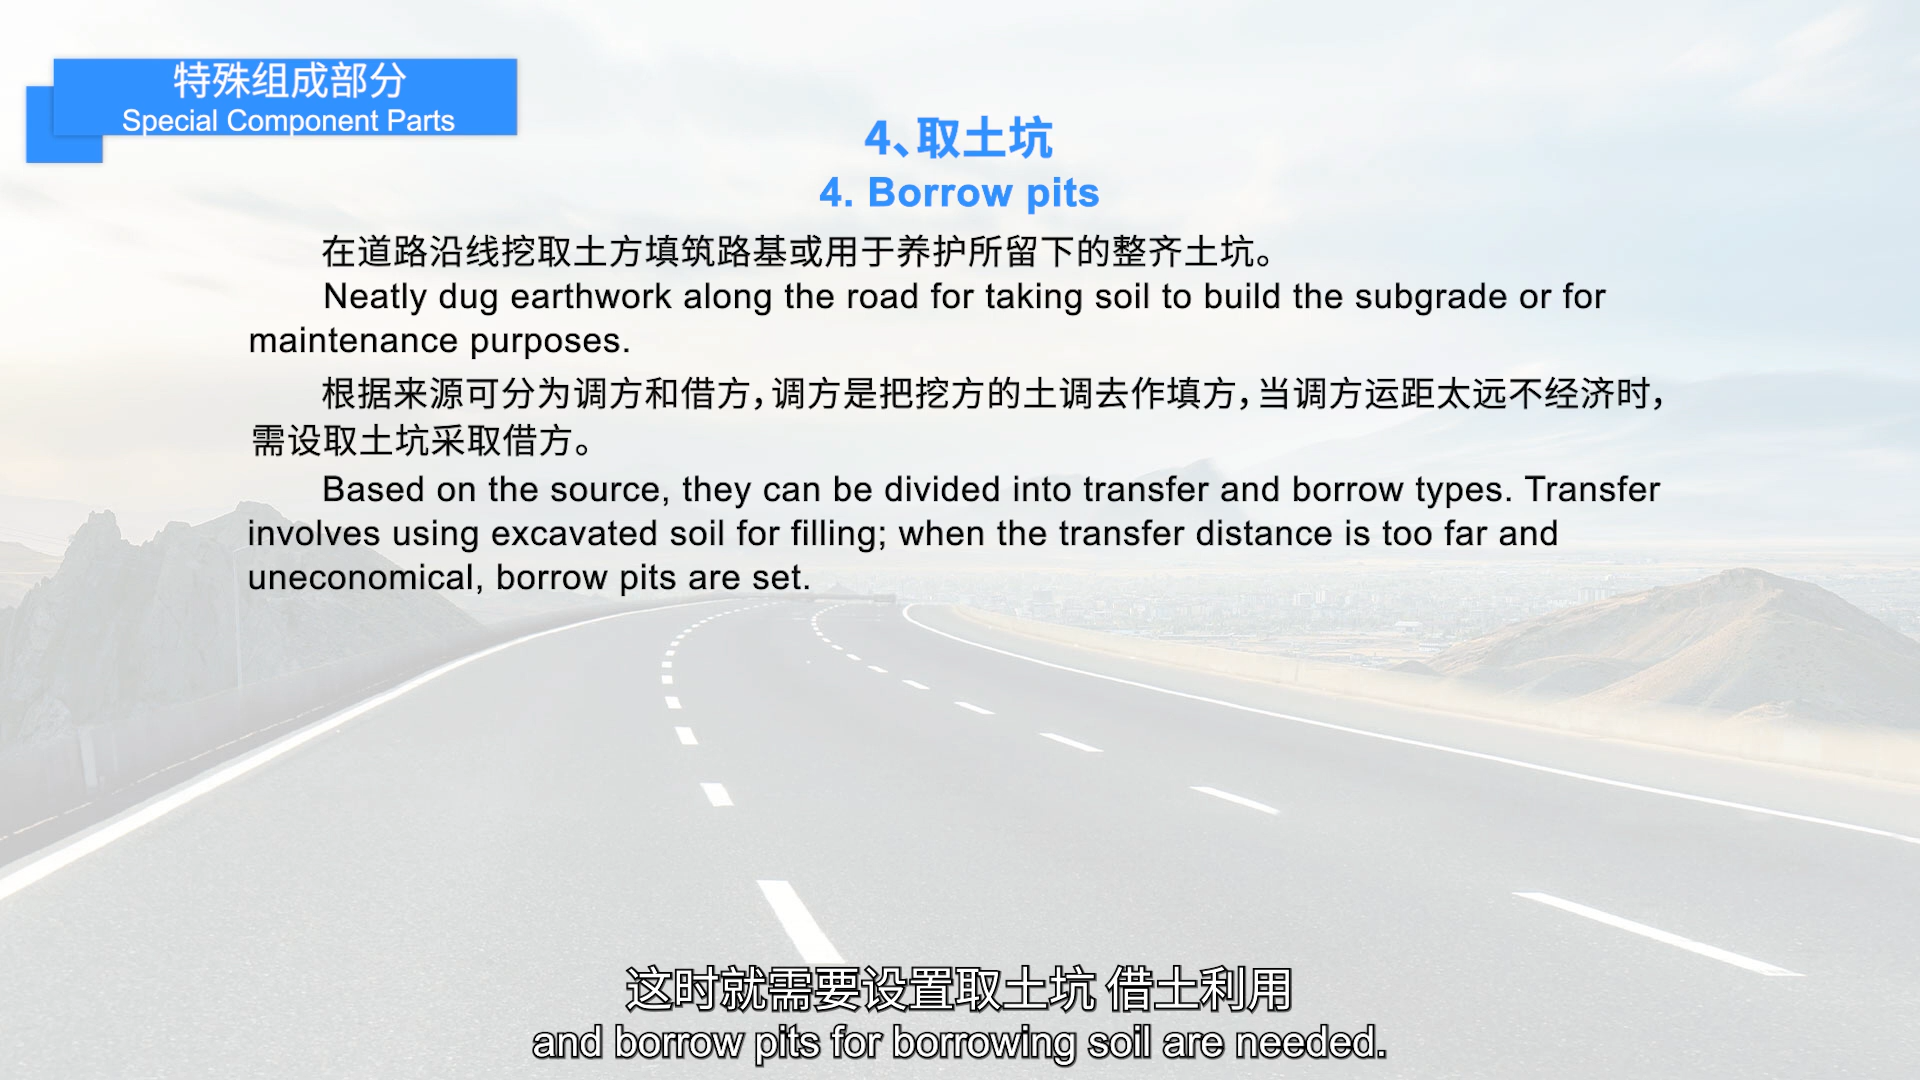 特殊组成部分
Special Component Parts
4、取土坑
4. Borrow pits
在道路沿线挖取土方填筑路基或用于养护所留下的整齐土坑。
Neatly dug earthwork along the road for taking soil to build the subgrade or for
maintenance purposes.
根据来源可分为调方和借方，调方是把挖方的土调去作填方，当调方运距太远不经济时，
需设取土坑采取借方。
Based on the source, they can be divided into transfer and borrow types. Transfer
involves using excavated soil for filling; when the transfer distance is too far and
uneconomical, borrow pits are set.
这时就需要设置取土坑 借土利用
and borrow pits for borrowing soil are needed.